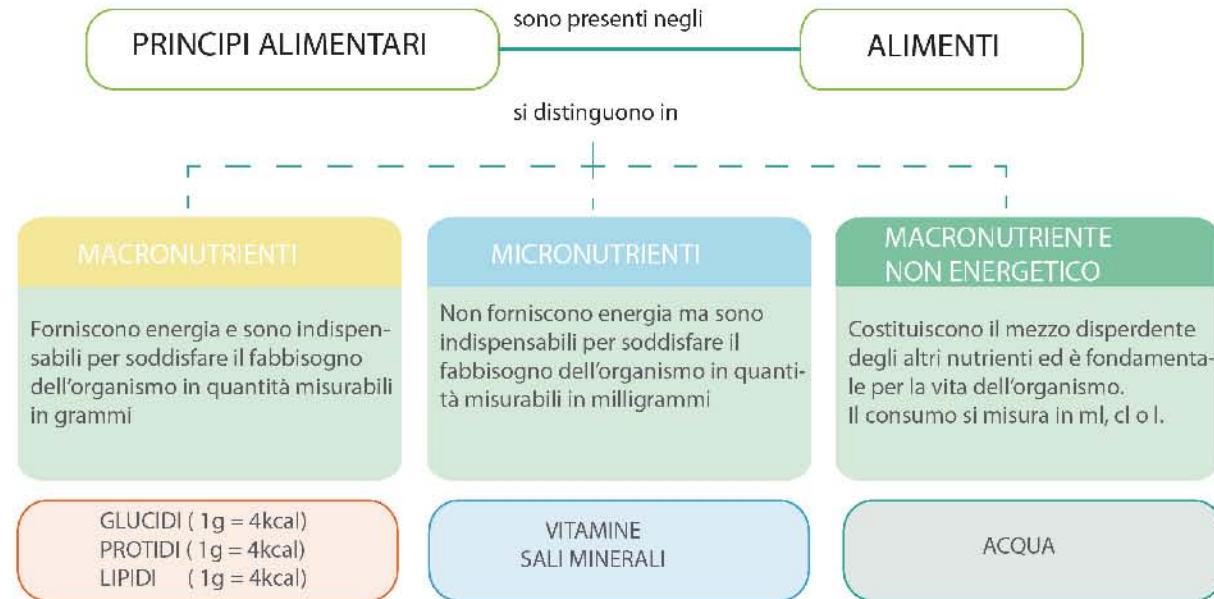 PRINCIPI ALIMENTARI
sono presenti negli
ALIMENTI
si distinguono in
MACRONUTRIENTI
Forniscono energia e sono indispen-
sabili per soddisfare il fabbisogno
dell'organismo in quantità misurabili
in grammi
GLUCIDI ( 1g = 4kcal)
PROTIDI ( 1g = 4kcal)
LIPIDI ( 1g = 4kcal)
MICRONUTRIENTI
Non forniscono energia ma sono
indispensabili per soddisfare il
fabbisogno dell'organismo in quanti-
tà misurabili in milligrammi
VITAMINE
SALI MINERALI
MACRONUTRIENTE
NON ENERGETICO
Costituiscono il mezzo disperdente
degli altri nutrienti ed è fondamenta-
le per la vita dell'organismo.
Il consumo si misura in ml, cl o l.
ACQUA